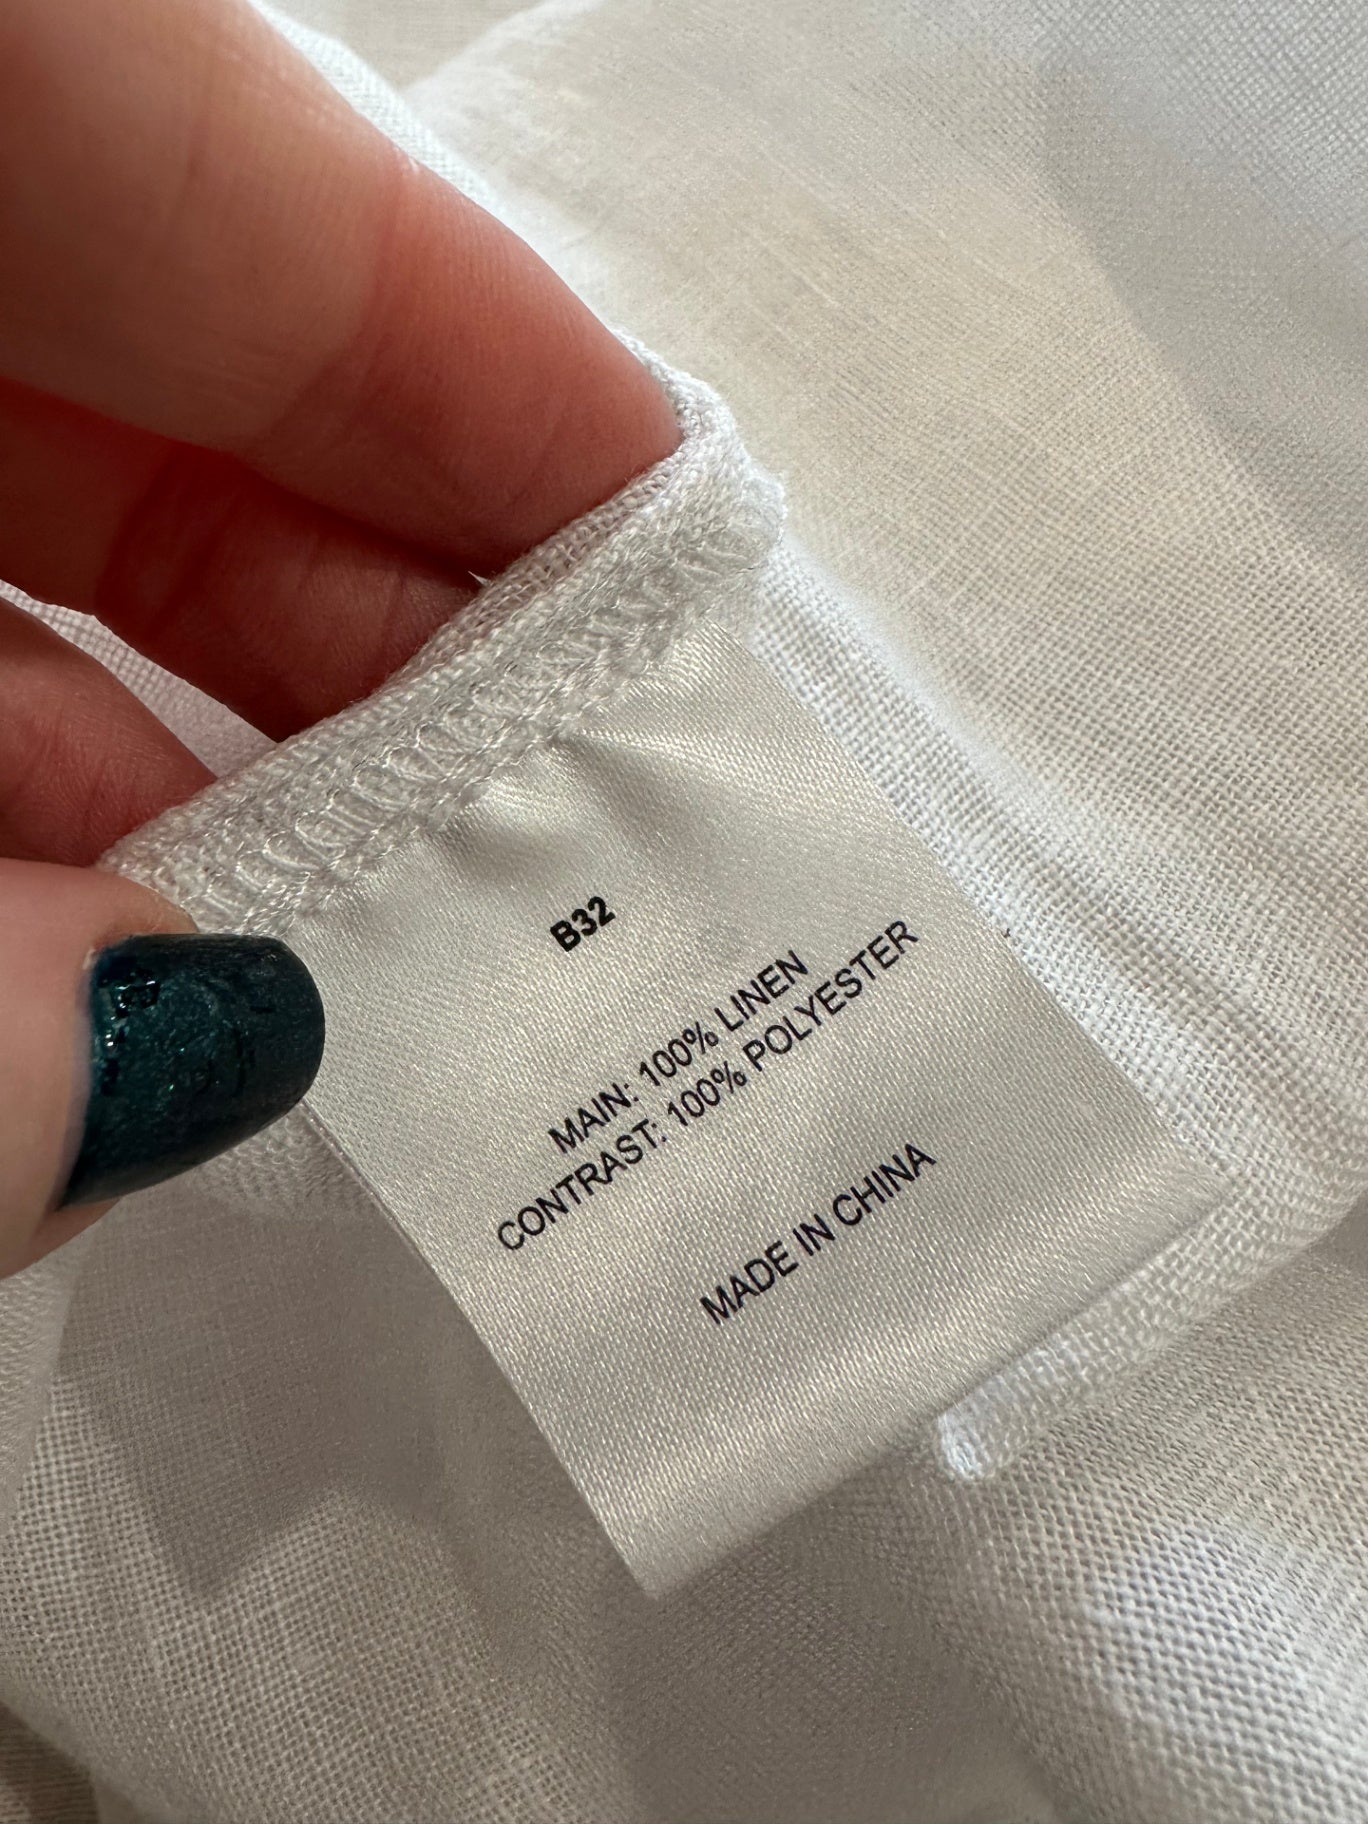 B32
MAIN: 100% LINEN
CONTRAST: 100% POLYESTER
MADE IN CHINA